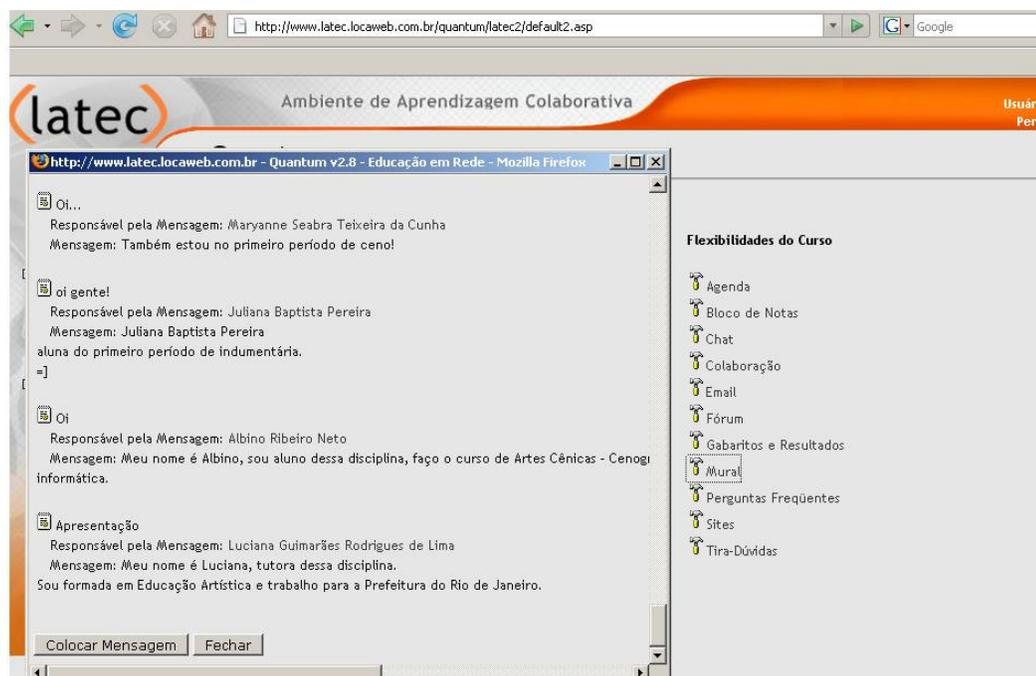 http://www.latec.locaweb.com.br/quantum/latec2/default2.asp
G Google
(latec)
Ambiente de Aprendizagem Colaborativa
http://www.latec.locaweb.com.br - Quantum v2.8 - Educação em Rede - Mozilla Firefox
Oi...
Responsável pela Mensagem: Maryanne Seabra Teixeira da Cunha
Mensagem: Também estou no primeiro período de ceno!
oi gente!
Responsável pela Mensagem: Juliana Baptista Pereira
Mensagem: Juliana Baptista Pereira
aluna do primeiro período de indumentária.
=]
Oi
Responsável pela Mensagem: Albino Ribeiro Neto
Mensagem: Meu nome é Albino, sou aluno dessa disciplina, faço o curso de Artes Cênicas - Cenogr
informática.
Apresentação
Responsável pela Mensagem: Luciana Guimarães Rodrigues de Lima
Mensagem: Meu nome é Luciana, tutora dessa disciplina.
Sou formada em Educação Artística e trabalho para a Prefeitura do Rio de Janeiro.
Colocar Mensagem Fechar
Usuár
Per
Flexibilidades do Curso
Agenda
Bloco de Notas
Chat
Colaboração
Email
Fórum
Gabaritos e Resultados
Mural
Perguntas Freqüentes
Sites
Tira-Dúvidas